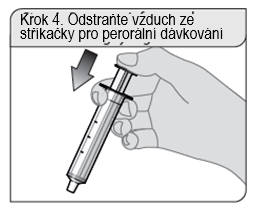 Krok 4. Odstraňte vzduch ze
stříkačky pro perorální dávkování